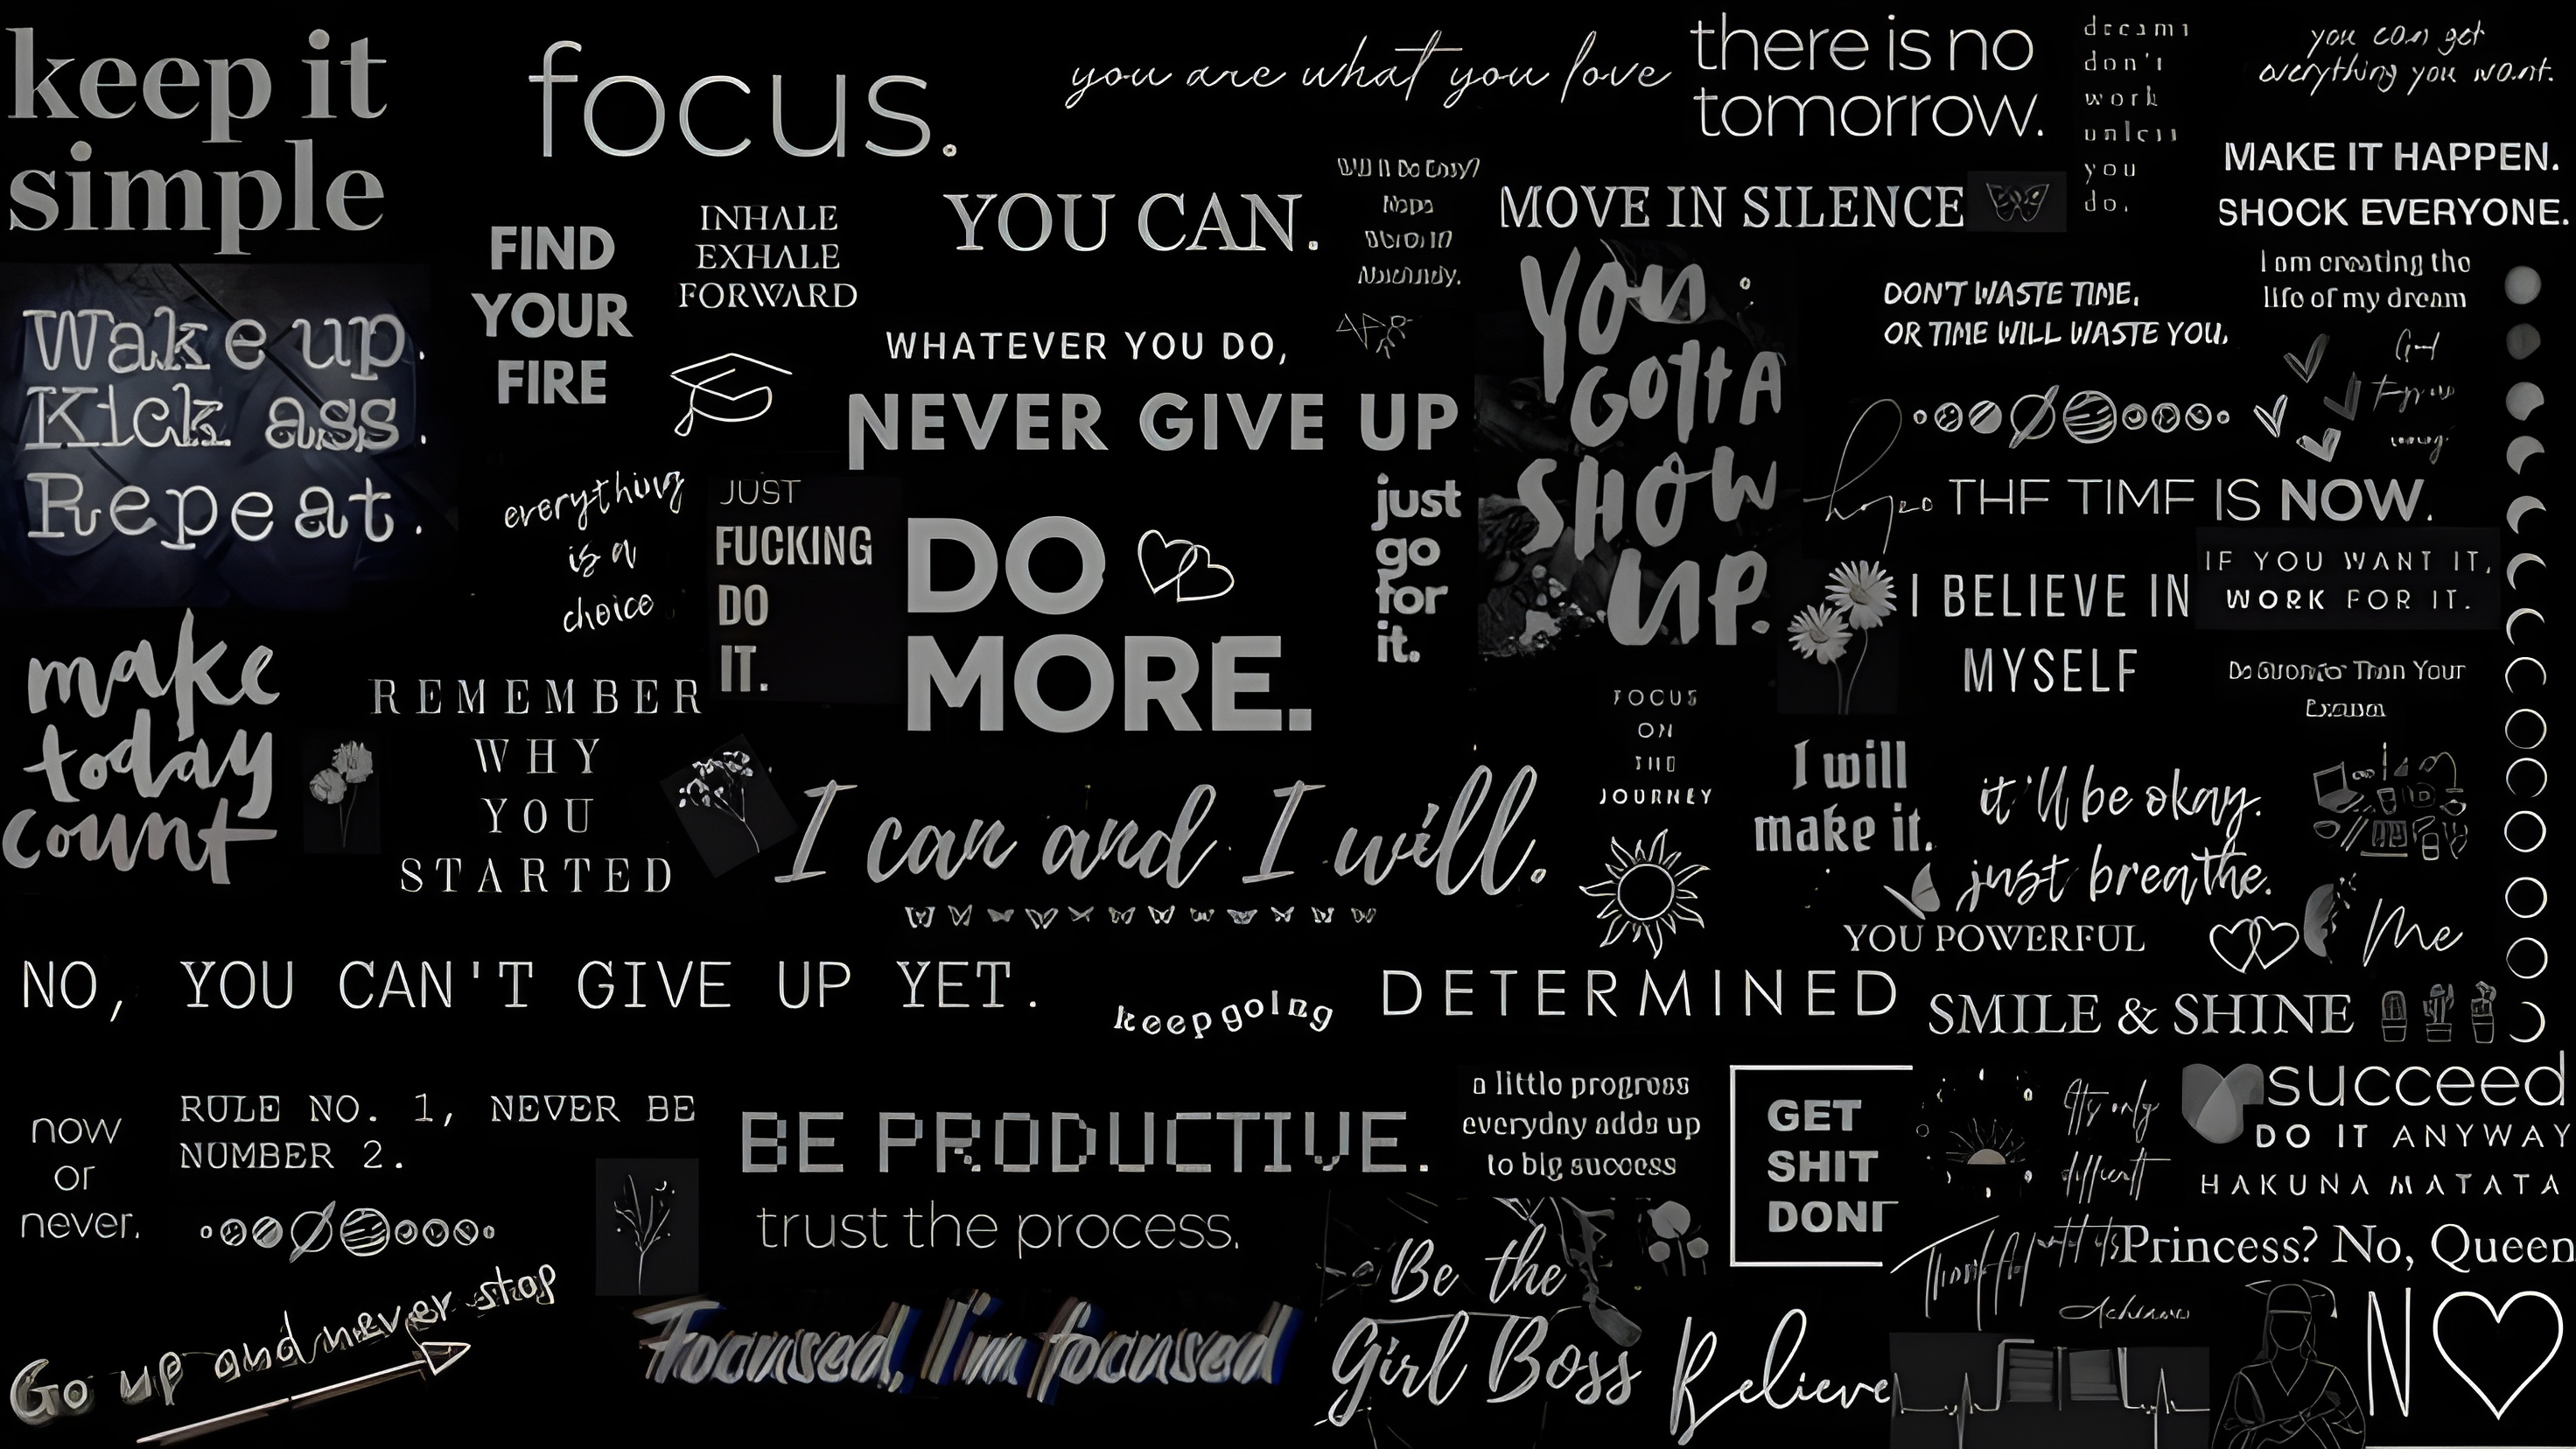 keep it
simple
focus.
you are what you love
there is no
tomorrow.
dreams
don't
work
unless
you
do.
you can get
everything you want.
MAKE IT HAPPEN.
SHOCK EVERYONE.
Wake up.
Kick ass.
Repeat.
FIND
YOUR
FIRE
INHALE
EXHALE
FORWARD
YOU CAN.
Will It Be Easy?
Nope
MOVE IN SILENCE
I am creating the
life of my dream
WHATEVER YOU DO,
NEVER GIVE UP
YOU
GOTTA
SHOW
UP.
DON'T WASTE TIME,
OR TIME WILL WASTE YOU.
everything
is a
choice
JUST
FUCKING
DO
IT.
DO
MORE.
just
go
for
it.
hope
THE TIME IS NOW.
I BELIEVE IN
MYSELF
IF YOU WANT IT,
WORK FOR IT.
Than Your
make
today
count
REMEMBER
WHY
YOU
STARTED
I can and I will.
FOCUS
ON
THE
JOURNEY
I will
make it.
it'll be okay.
just breathe.
YOU POWERFUL
Me
NO, YOU CAN'T GIVE UP YET.
keep going
DETERMINED
SMILE & SHINE
now
or
never.
RULE NO. 1, NEVER BE
NUMBER 2.
BE PRODUCTIVE.
trust the process.
a little progress
everyday adds up
to big success
GET
SHIT
DONE
It's only
difficult
succeed
DO IT ANYWAY
HAKUNA MATATA
Princess? No, Queen
Go up and never stop
Focused, I'm focused
Be the
Girl Boss
Believe
N